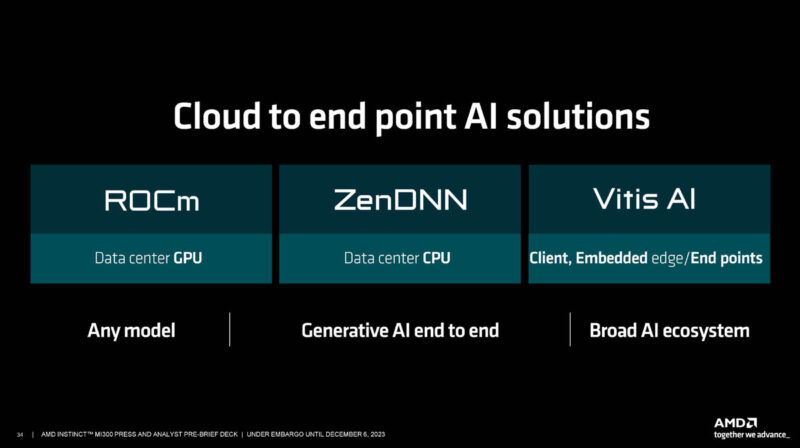 Cloud to end point AI solutions
ROCm
ZenDNN
Vitis AI
Data center GPU
Data center CPU
Client, Embedded edge/End points
Any model
Generative AI end to end
Broad AI ecosystem
34 | AMD INSTINCT™ MI300 PRESS AND ANALYST PRE-BRIEF DECK | UNDER EMBARGO UNTIL DECEMBER 6, 2023
AMD
together we advance_